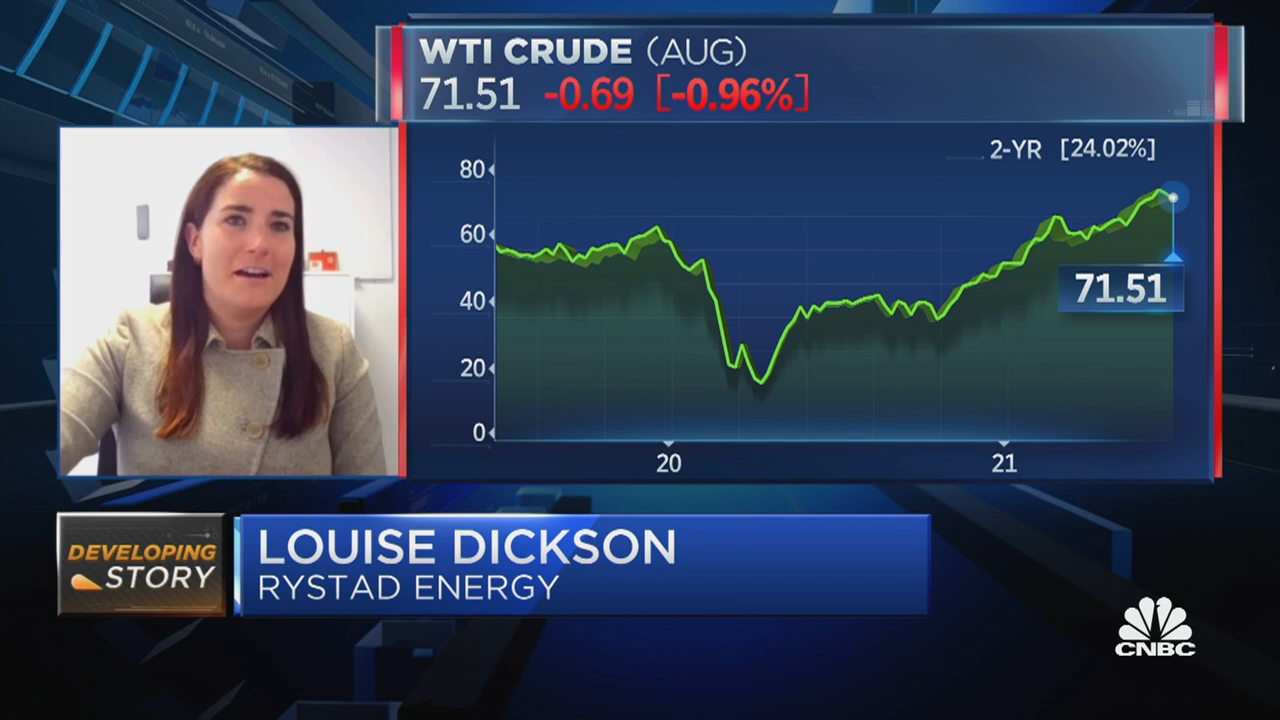 WTI CRUDE (AUG)
71.51 -0.69 [-0.96%]
2-YR [24.02%]
80
60
40
20
0
71.51
20
21
DEVELOPING
STORY
LOUISE DICKSON
RYSTAD ENERGY
CNBC